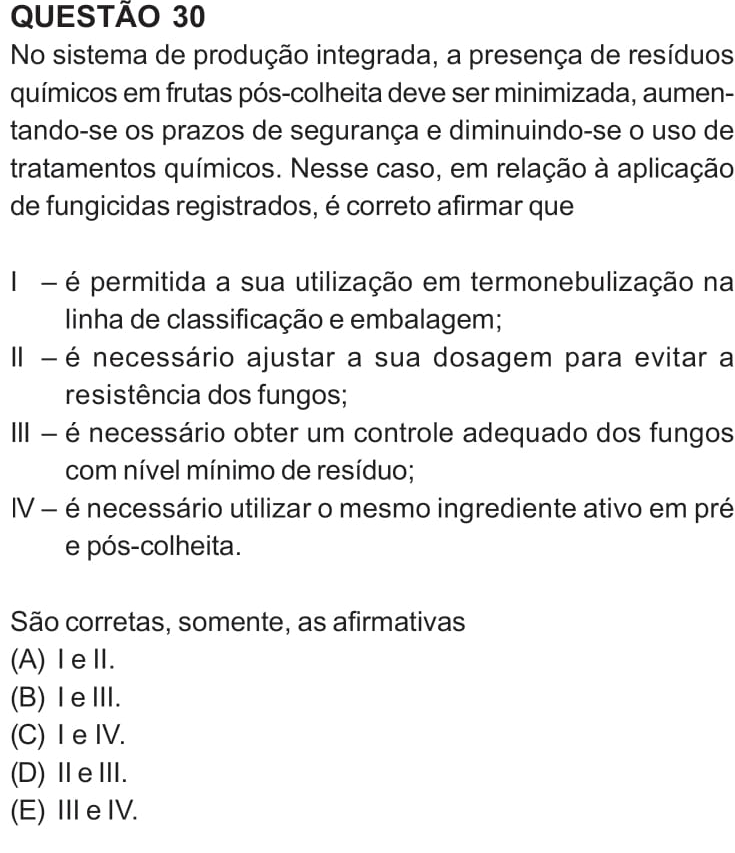 QUESTÃO 30
No sistema de produção integrada, a presença de resíduos
químicos em frutas pós-colheita deve ser minimizada, aumen-
tando-se os prazos de segurança e diminuindo-se o uso de
tratamentos químicos. Nesse caso, em relação à aplicação
de fungicidas registrados, é correto afirmar que
I – é permitida a sua utilização em termonebulização na
linha de classificação e embalagem;
II – é necessário ajustar a sua dosagem para evitar a
resistência dos fungos;
III – é necessário obter um controle adequado dos fungos
com nível mínimo de resíduo;
IV – é necessário utilizar o mesmo ingrediente ativo em pré
e pós-colheita.
São corretas, somente, as afirmativas
(A) I e II.
(B) I e III.
(C) I e IV.
(D) II e III.
(E) III e IV.